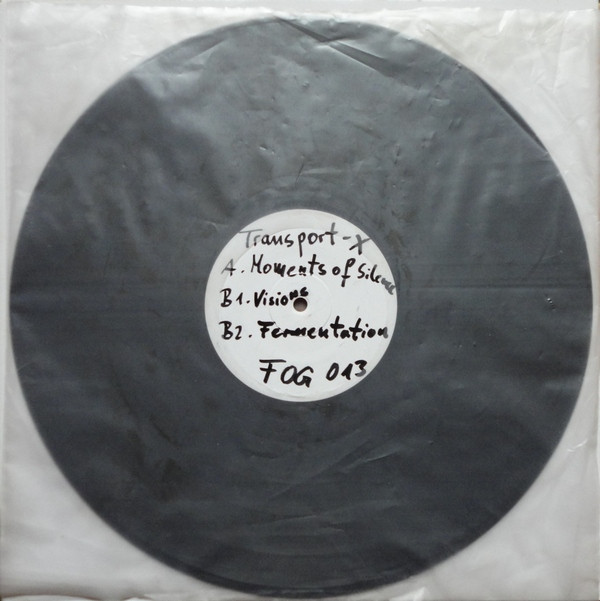 Transport-X
A. Moments of Silence
B1. Visions
B2. Fermentation
FOG 013